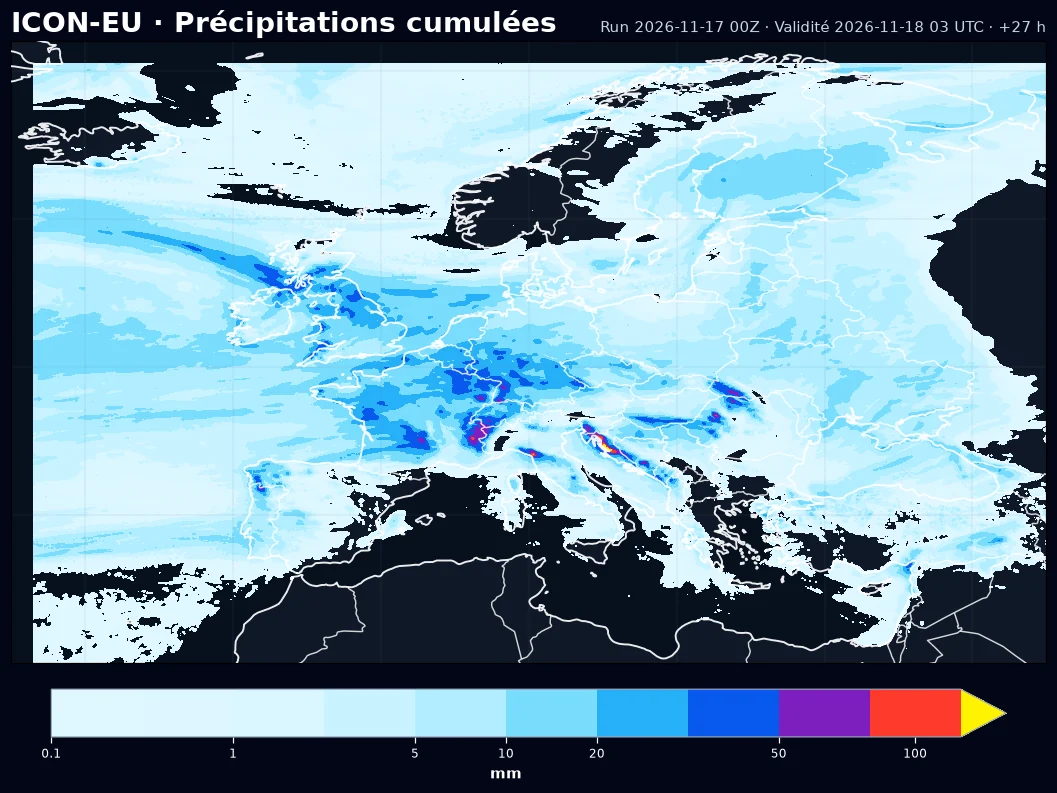 ICON-EU · Précipitations cumulées
Run 2026-11-17 00Z · Validité 2026-11-18 03 UTC · +27 h
0.1 1 5 10 20 50 100
mm